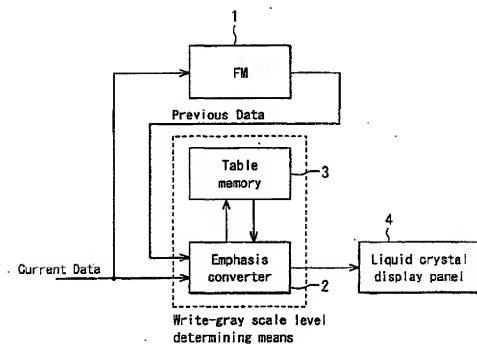 1
FM
Previous Data
Table
memory
3
4
Current Data
Emphasis
converter
2
Liquid crystal
display panel
Write-gray scale level
determining means